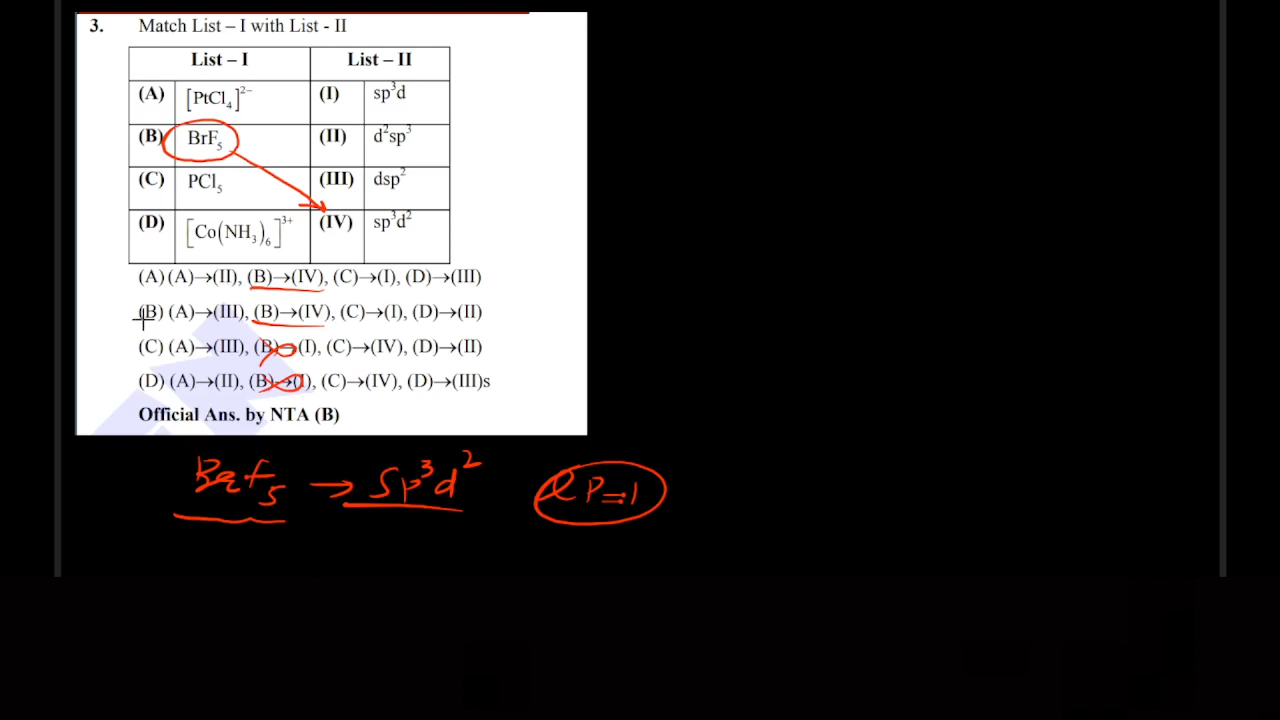 3. Match List – I with List - II
List – I List – II
(A) [PtCl₄]²⁻ (I) sp³d
(B) BrF₅ (II) d²sp³
(C) PCl₅ (III) dsp²
(D) [Co(NH₃)₆]³⁺ (IV) sp³d²
(A) (A)→(II), (B)→(IV), (C)→(I), (D)→(III)
(B) (A)→(III), (B)→(IV), (C)→(I), (D)→(II)
(C) (A)→(III), (B)→(I), (C)→(IV), (D)→(II)
(D) (A)→(II), (B)→(I), (C)→(IV), (D)→(III)s
Official Ans. by NTA (B)
BrF₅ → Sp³d² lP=1